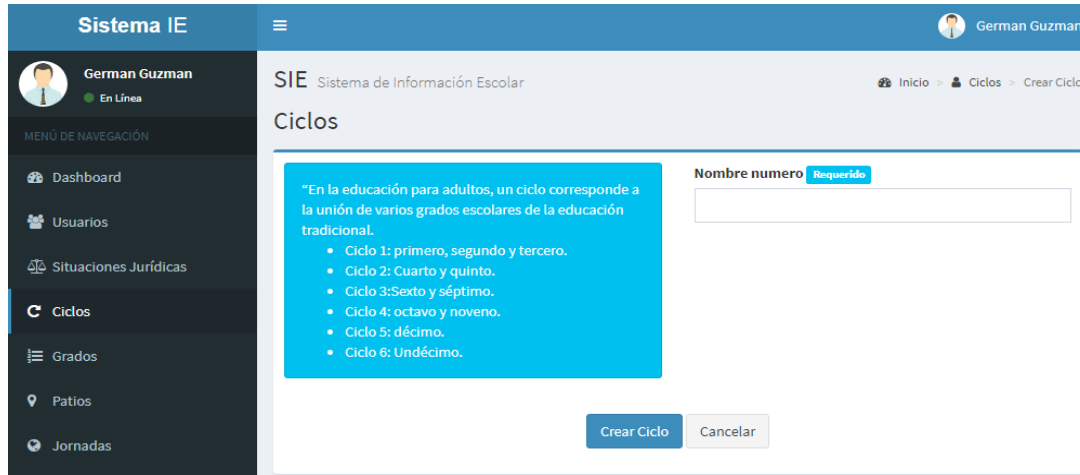 Sistema IE
German Guzman
German Guzman
En Línea
SIE Sistema de Información Escolar
Inicio > Ciclos > Crear Ciclo
Ciclos
MENÚ DE NAVEGACIÓN
Dashboard
Usuarios
Situaciones Jurídicas
Ciclos
Grados
Patios
Jornadas
“En la educación para adultos, un ciclo corresponde a
la unión de varios grados escolares de la educación
tradicional.
• Ciclo 1: primero, segundo y tercero.
• Ciclo 2: Cuarto y quinto.
• Ciclo 3:Sexto y séptimo.
• Ciclo 4: octavo y noveno.
• Ciclo 5: décimo.
• Ciclo 6: Undécimo.
Nombre numero Requerido
Crear Ciclo
Cancelar